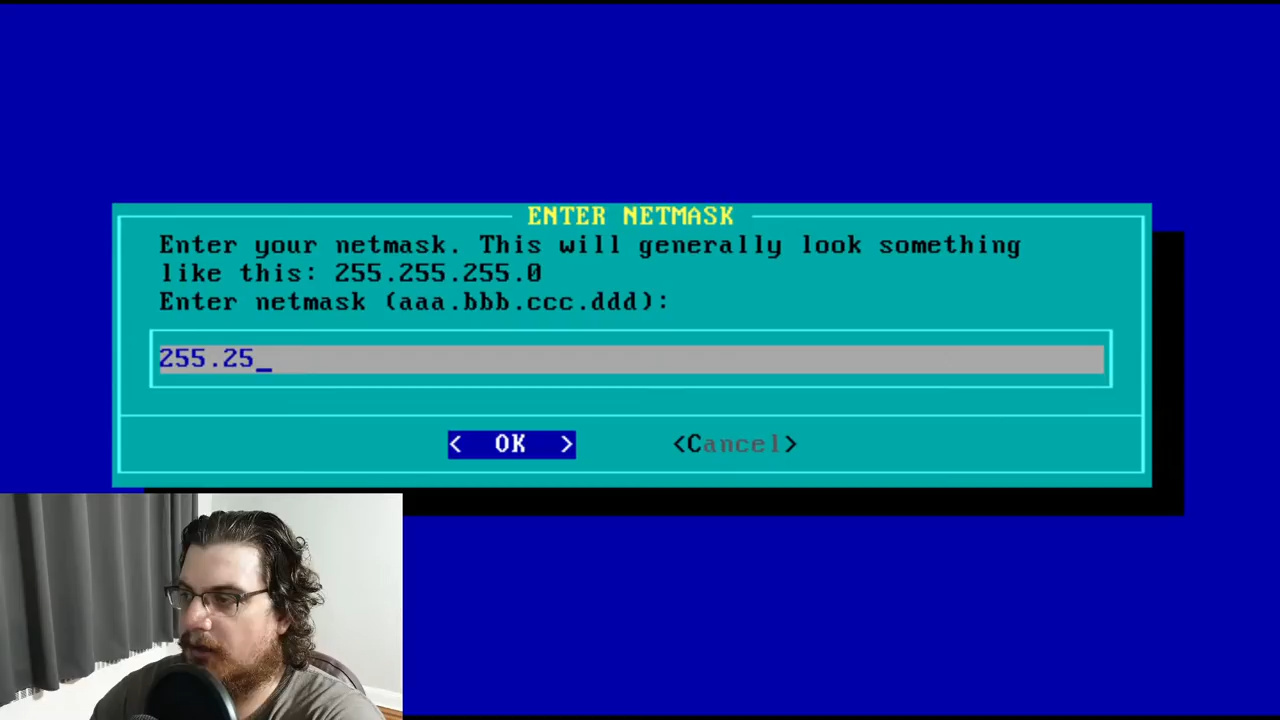 ENTER NETMASK
Enter your netmask. This will generally look something
like this: 255.255.255.0
Enter netmask (aaa.bbb.ccc.ddd):
255.25_
< OK > <Cancel>